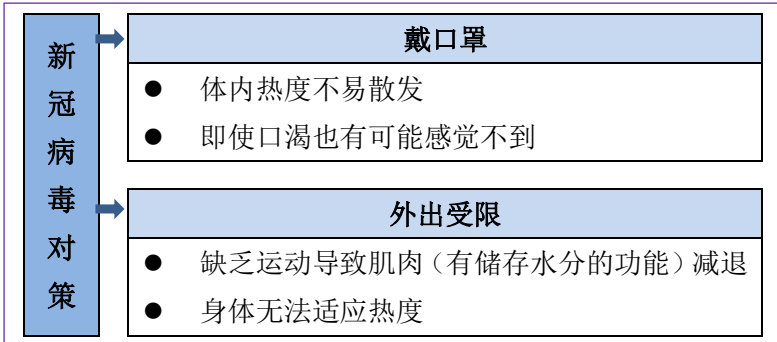 新冠病毒对策
戴口罩
● 体内热度不易散发
● 即使口渴也有可能感觉不到
外出受限
● 缺乏运动导致肌肉（有储存水分的功能）减退
● 身体无法适应热度